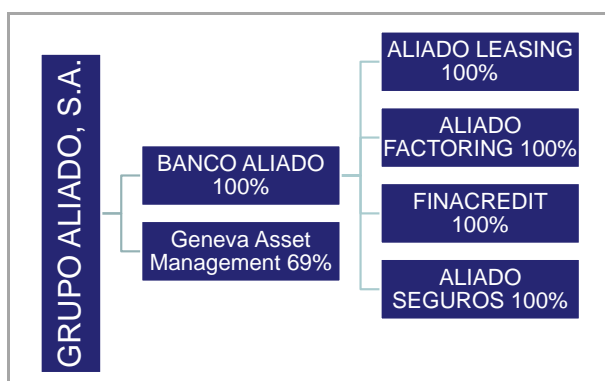 GRUPO ALIADO, S.A.
BANCO ALIADO
100%
Geneva Asset
Management 69%
ALIADO LEASING
100%
ALIADO
FACTORING 100%
FINACREDIT
100%
ALIADO
SEGUROS 100%